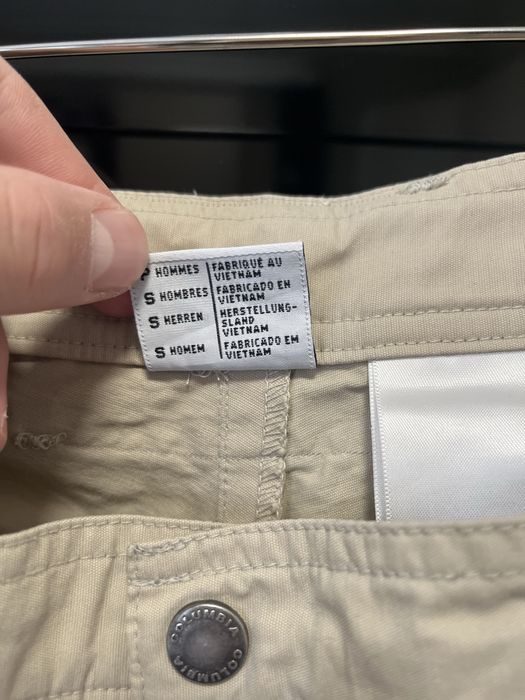 P HOMMES
FABRIQUÉ AU
VIETNAM
S HOMBRES
FABRICADO EN
VIETNAM
S HERREN
HERSTELLUNG-
SLAND
VIETNAM
S HOMEM
FABRICADO EM
VIETNAM
COLUMBIA
COLUMBIA